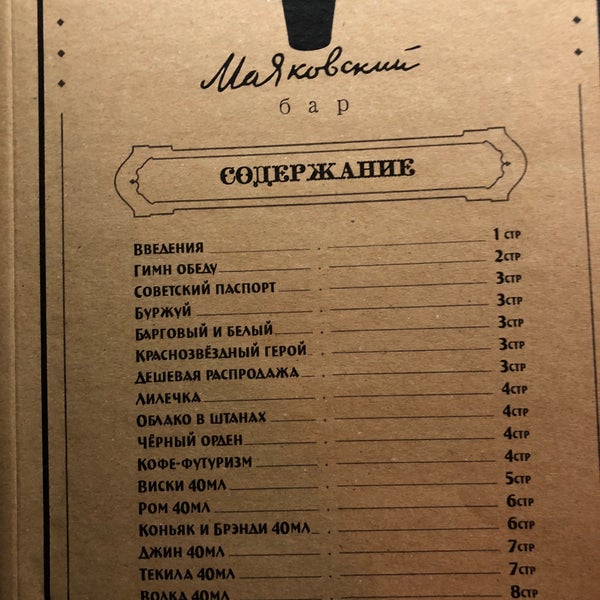 Маяковский
бар
СОДЕРЖАНИЕ
ВВЕДЕНИЯ 1 СТР
ГИМН ОБЕДУ 2СТР
СОВЕТСКИЙ ПАСПОРТ 3СТР
БУРЖУЙ 3СТР
БАРГОВЫЙ И БЕЛЫЙ 3СТР
КРАСНОЗВЁЗДНЫЙ ГЕРОЙ 3СТР
ДЕШЕВАЯ РАСПРОДАЖА 3СТР
ЛИЛЕЧКА 4СТР
ОБЛАКО В ШТАНАХ 4СТР
ЧЁРНЫЙ ОРДЕН 4СТР
КОФЕ-ФУТУРИЗМ 4СТР
ВИСКИ 40МЛ 5СТР
РОМ 40МЛ 6СТР
КОНЬЯК И БРЭНДИ 40МЛ 6СТР
ДЖИН 40МЛ 7СТР
ТЕКИЛА 40МЛ 7СТР
ВОДКА 40МЛ 8СТР